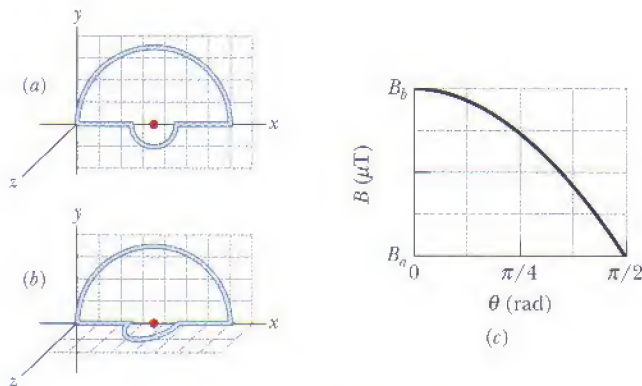 y
(a)
x
z
y
(b)
x
z
B (μT)
B_b
B_a
0
π/4
π/2
θ (rad)
(c)